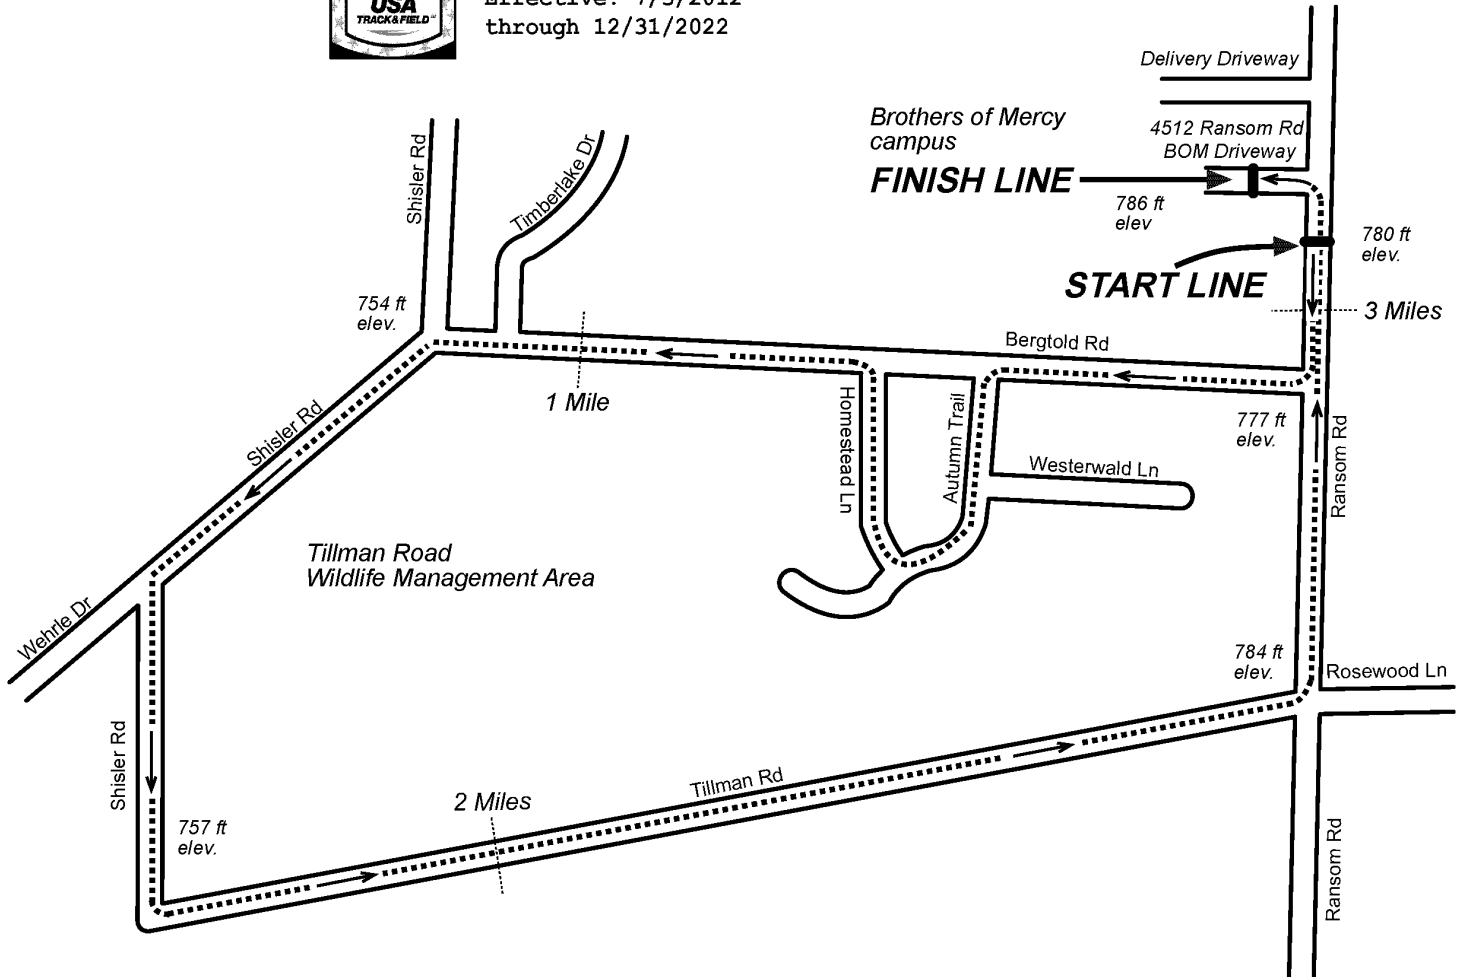 USA
TRACK&FIELD
through 12/31/2022
Delivery Driveway
Brothers of Mercy
campus
4512 Ransom Rd
BOM Driveway
FINISH LINE
786 ft
elev
780 ft
elev.
START LINE
3 Miles
Shisler Rd
Timberlake Dr
754 ft
elev.
Bergtold Rd
1 Mile
Homestead Ln
Autumn Trail
777 ft
elev.
Ransom Rd
Shisler Rd
Westerwald Ln
Tillman Road
Wildlife Management Area
Wehrle Dr
784 ft
elev.
Rosewood Ln
Shisler Rd
Tillman Rd
2 Miles
757 ft
elev.
Ransom Rd